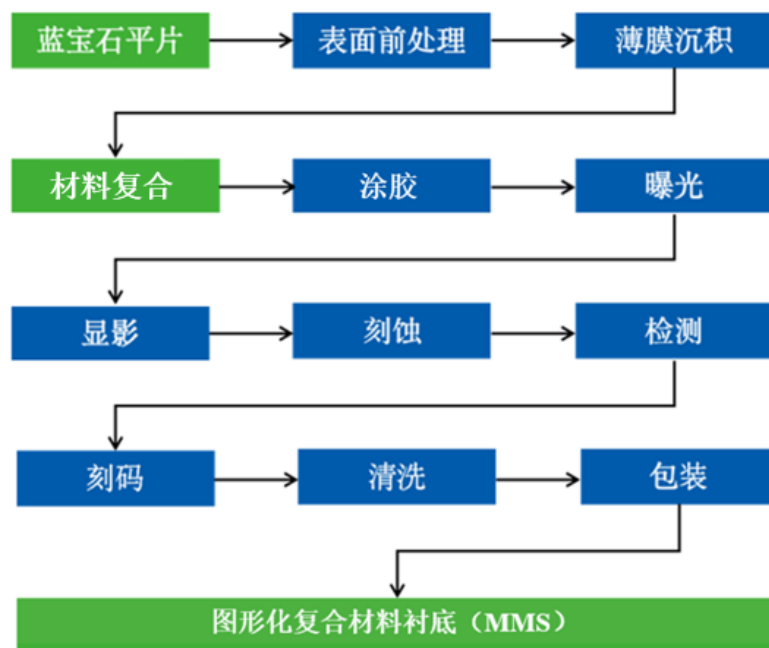 蓝宝石平片
表面前处理
薄膜沉积
材料复合
涂胶
曝光
显影
刻蚀
检测
刻码
清洗
包装
图形化复合材料衬底（MMS）